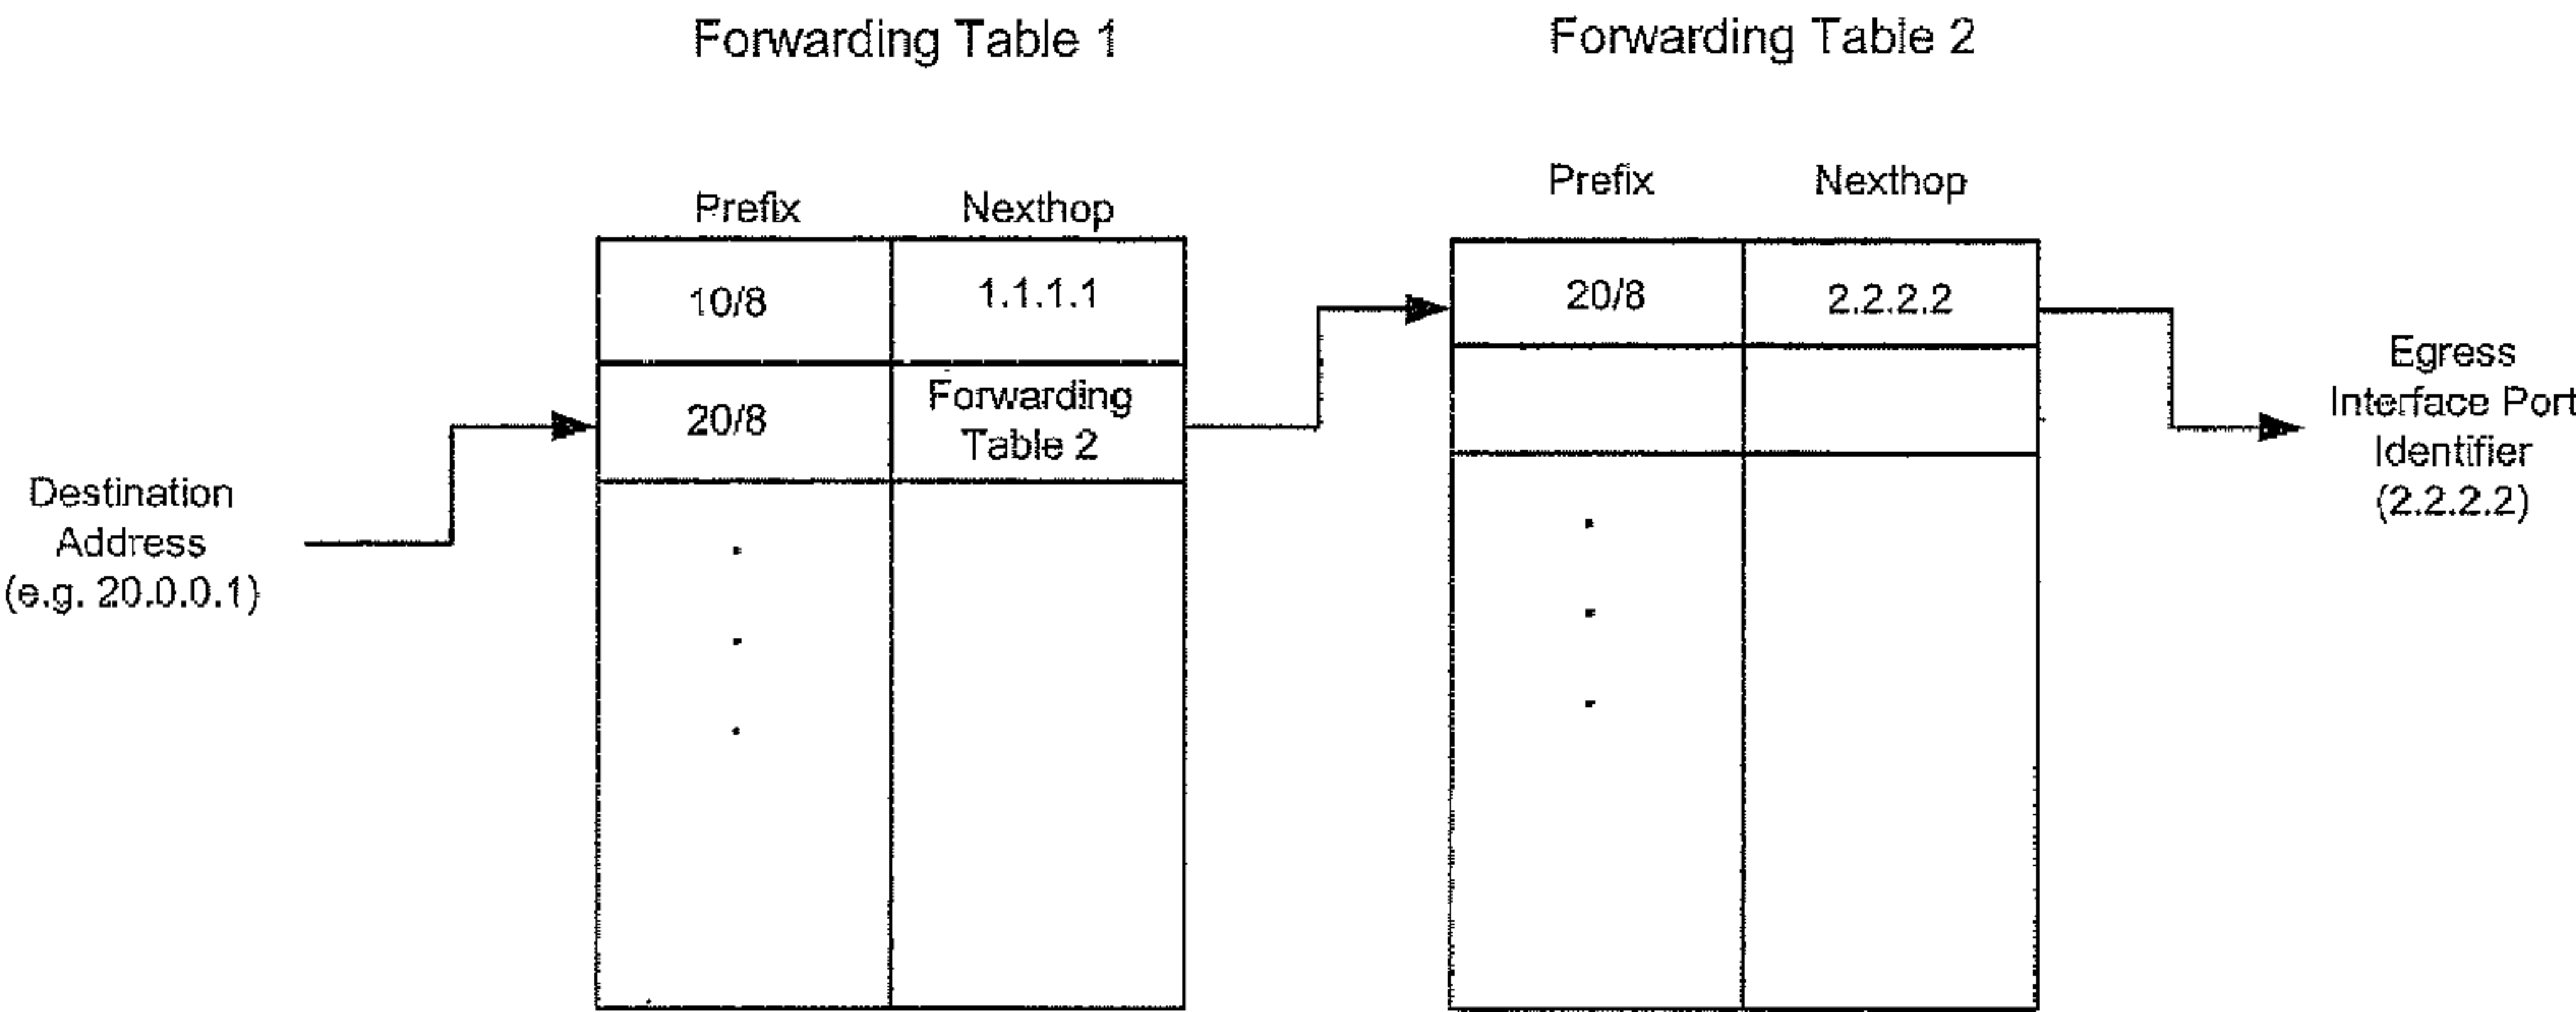 Forwarding Table 1
Forwarding Table 2
Prefix Nexthop
Prefix Nexthop
10/8 1.1.1.1
20/8 2.2.2.2
20/8 Forwarding
Table 2
Destination
Address
(e.g. 20.0.0.1)
Egress
Interface Port
Identifier
(2.2.2.2)